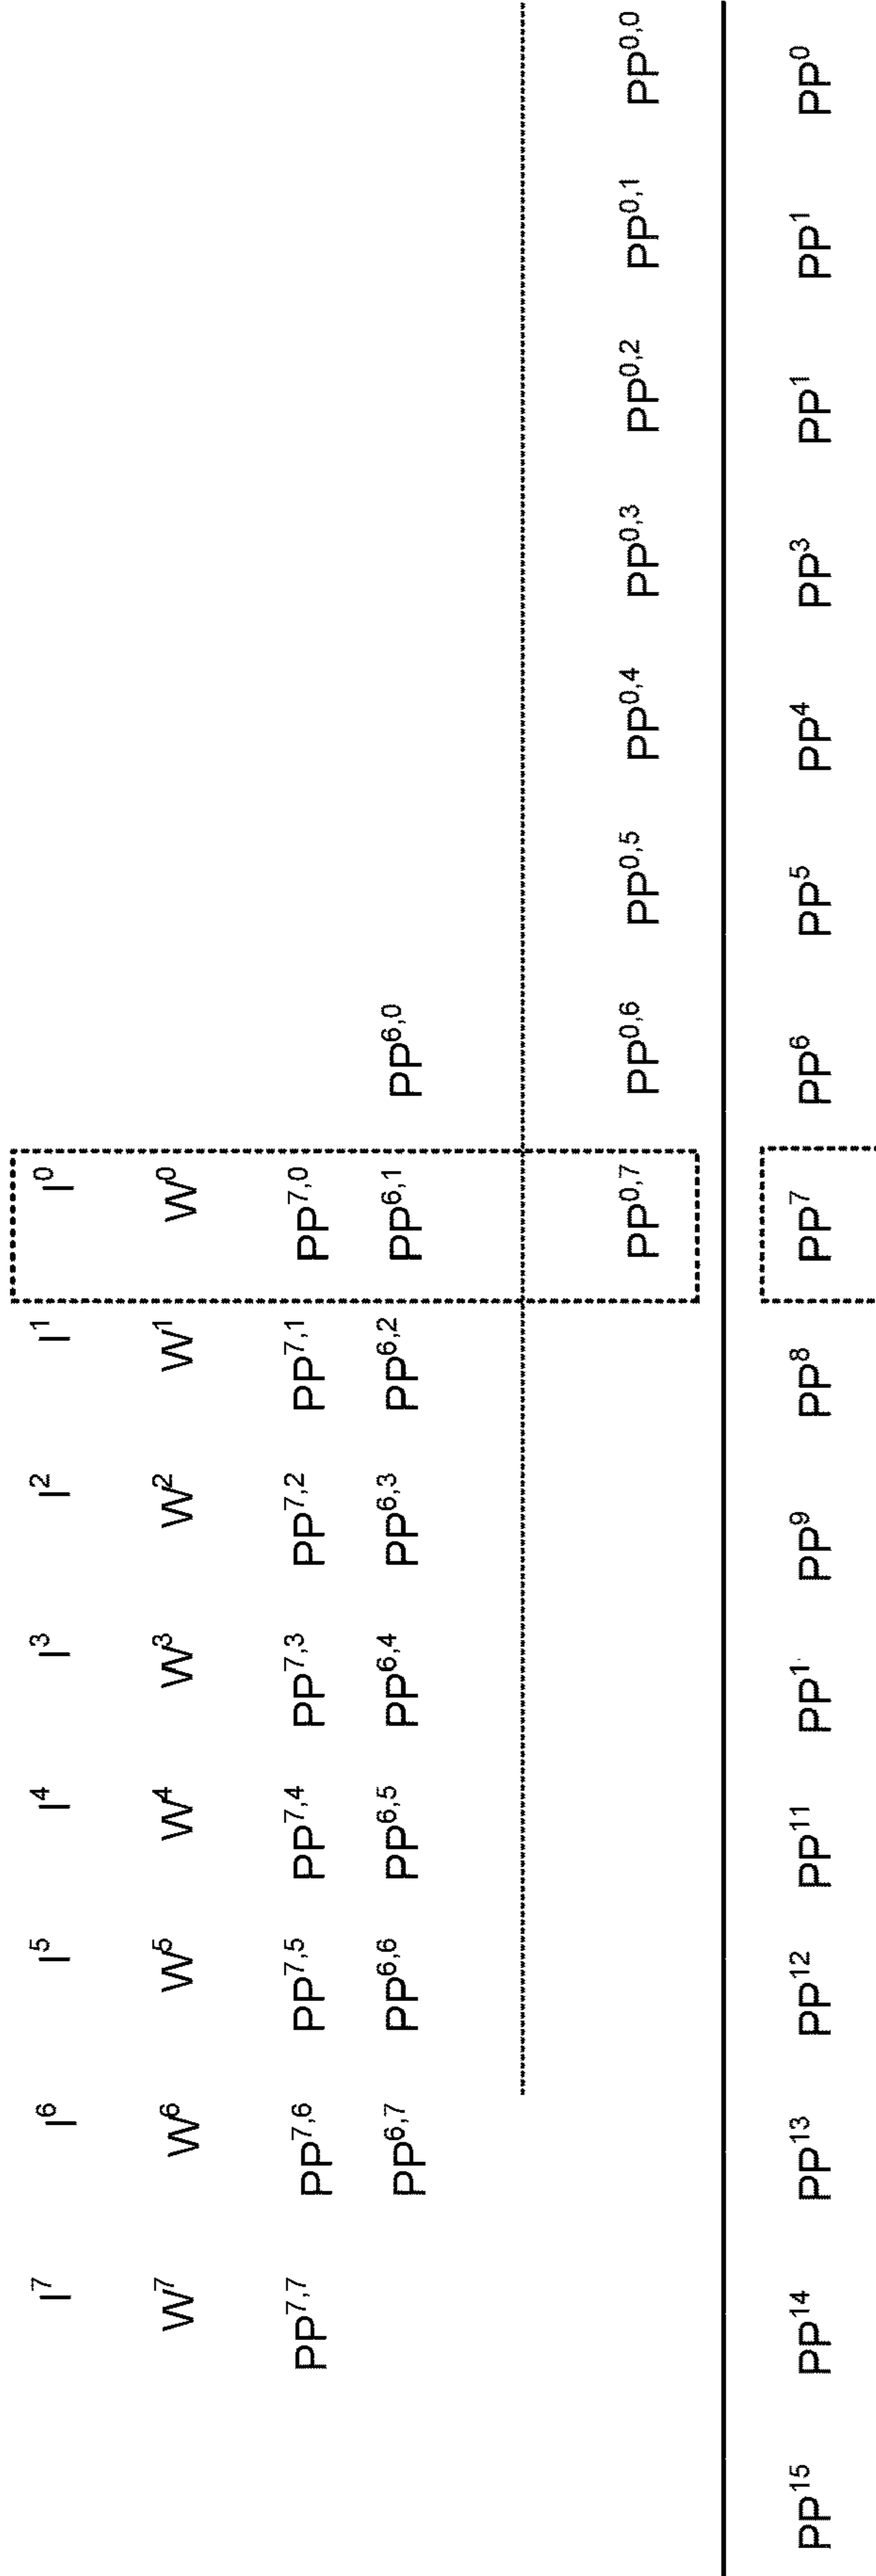 I⁷ I⁶ I⁵ I⁴ I³ I² I¹ I⁰
W⁷ W⁶ W⁵ W⁴ W³ W² W¹ W⁰
PP⁷,⁷ PP⁷,⁶ PP⁷,⁵ PP⁷,⁴ PP⁷,³ PP⁷,² PP⁷,¹ PP⁷,⁰
PP⁶,⁷ PP⁶,⁶ PP⁶,⁵ PP⁶,⁴ PP⁶,³ PP⁶,² PP⁶,¹ PP⁶,⁰
PP⁰,⁷ PP⁰,⁶ PP⁰,⁵ PP⁰,⁴ PP⁰,³ PP⁰,² PP⁰,¹ PP⁰,⁰
PP¹⁵ PP¹⁴ PP¹³ PP¹² PP¹¹ PP¹ PP⁹ PP⁸ PP⁷ PP⁶ PP⁵ PP⁴ PP³ PP¹ PP¹ PP⁰